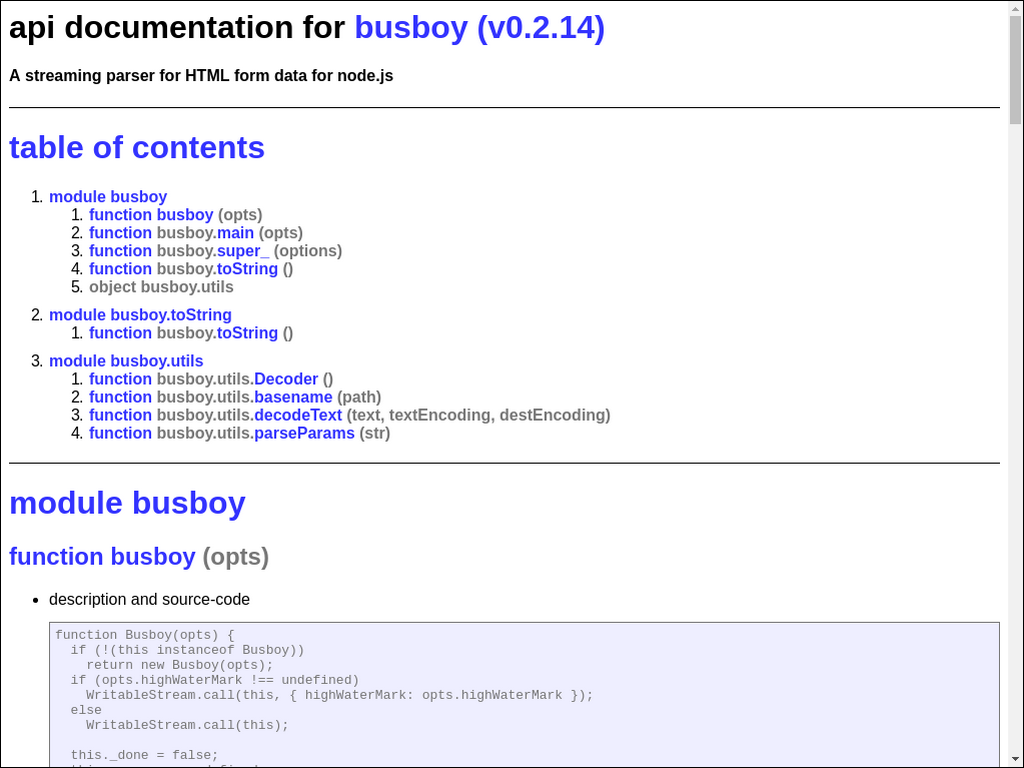 api documentation for busboy (v0.2.14)
A streaming parser for HTML form data for node.js
table of contents
1. module busboy
1. function busboy (opts)
2. function busboy.main (opts)
3. function busboy.super_ (options)
4. function busboy.toString ()
5. object busboy.utils
2. module busboy.toString
1. function busboy.toString ()
3. module busboy.utils
1. function busboy.utils.Decoder ()
2. function busboy.utils.basename (path)
3. function busboy.utils.decodeText (text, textEncoding, destEncoding)
4. function busboy.utils.parseParams (str)
module busboy
function busboy (opts)
• description and source-code
function Busboy(opts) {
  if (!(this instanceof Busboy))
    return new Busboy(opts);
  if (opts.highWaterMark !== undefined)
    WritableStream.call(this, { highWaterMark: opts.highWaterMark });
  else
    WritableStream.call(this);
  this._done = false;